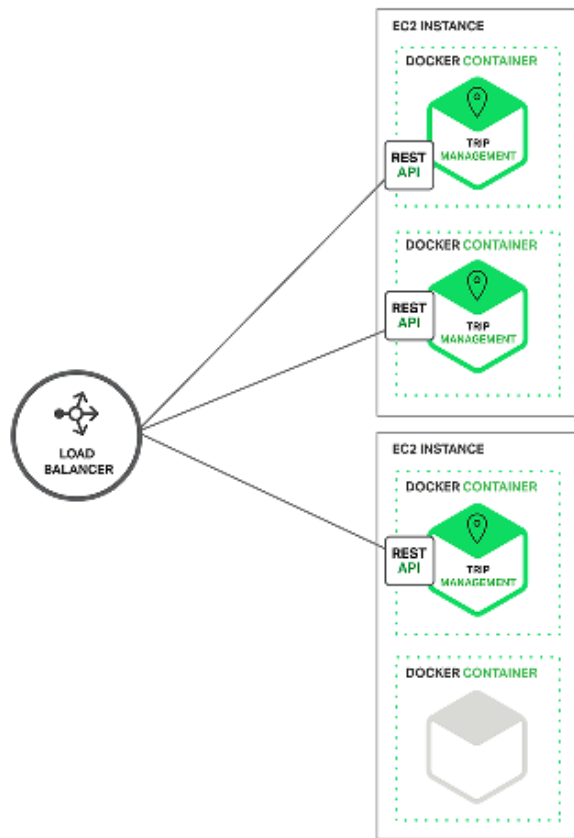 EC2 INSTANCE
DOCKER CONTAINER
TRIP
MANAGEMENT
REST
API
DOCKER CONTAINER
TRIP
MANAGEMENT
REST
API
LOAD
BALANCER
EC2 INSTANCE
DOCKER CONTAINER
TRIP
MANAGEMENT
REST
API
DOCKER CONTAINER